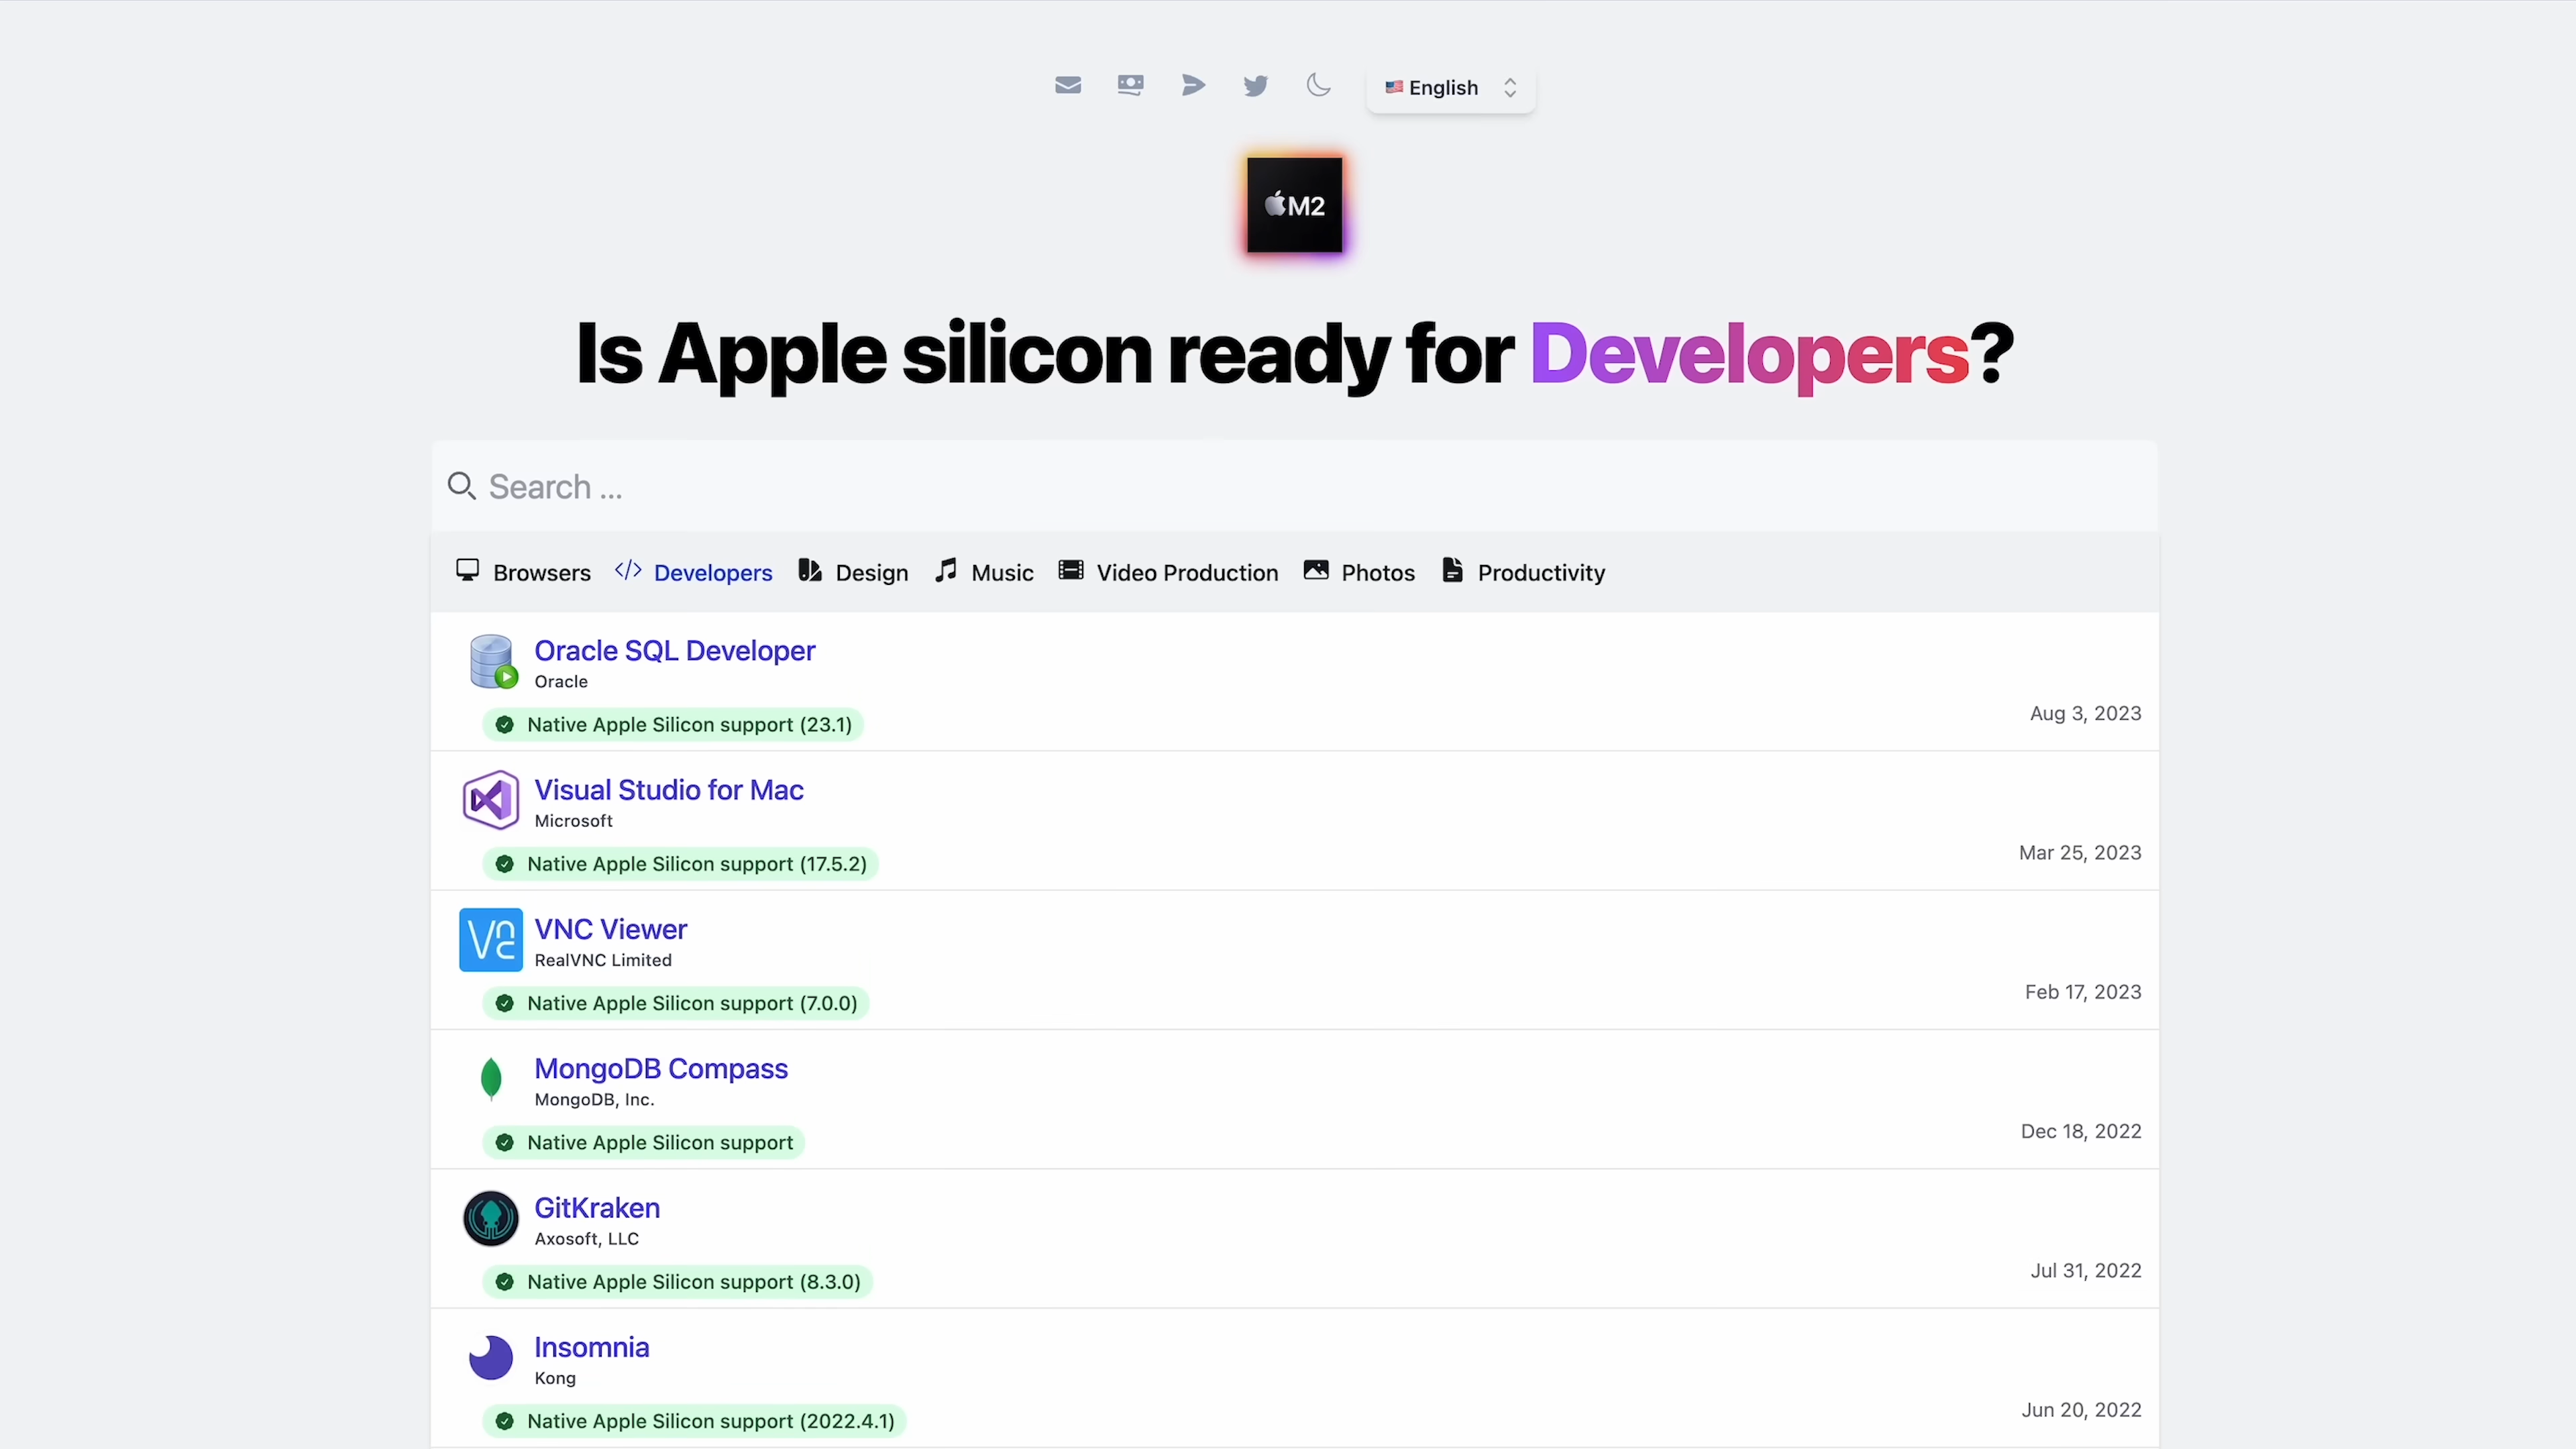 English
M2
Is Apple silicon ready for Developers?
Search ...
Browsers Developers Design Music Video Production Photos Productivity
Oracle SQL Developer
Oracle
Native Apple Silicon support (23.1)
Aug 3, 2023
Visual Studio for Mac
Microsoft
Native Apple Silicon support (17.5.2)
Mar 25, 2023
Vnc
VNC Viewer
RealVNC Limited
Native Apple Silicon support (7.0.0)
Feb 17, 2023
MongoDB Compass
MongoDB, Inc.
Native Apple Silicon support
Dec 18, 2022
GitKraken
Axosoft, LLC
Native Apple Silicon support (8.3.0)
Jul 31, 2022
Insomnia
Kong
Native Apple Silicon support (2022.4.1)
Jun 20, 2022